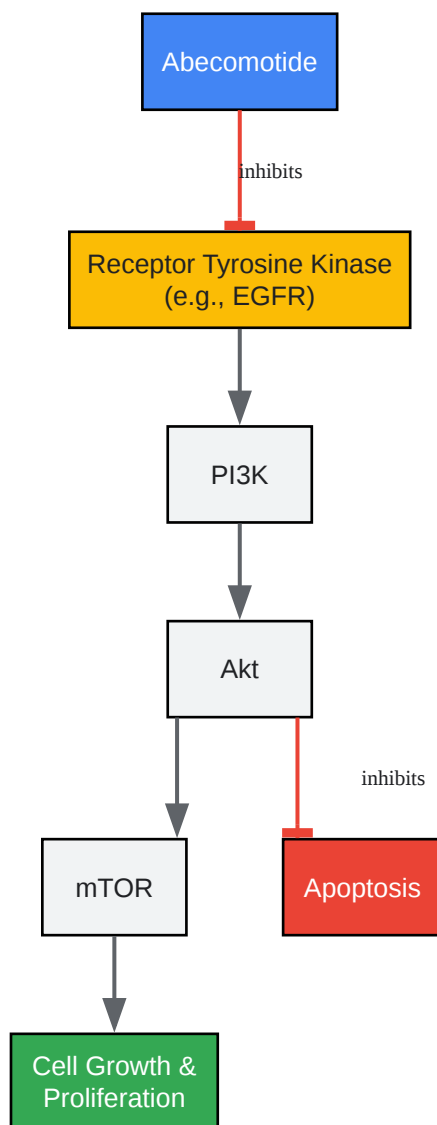 Abecomotide
inhibits
Receptor Tyrosine Kinase
(e.g., EGFR)
PI3K
Akt
inhibits
mTOR
Apoptosis
Cell Growth &
Proliferation